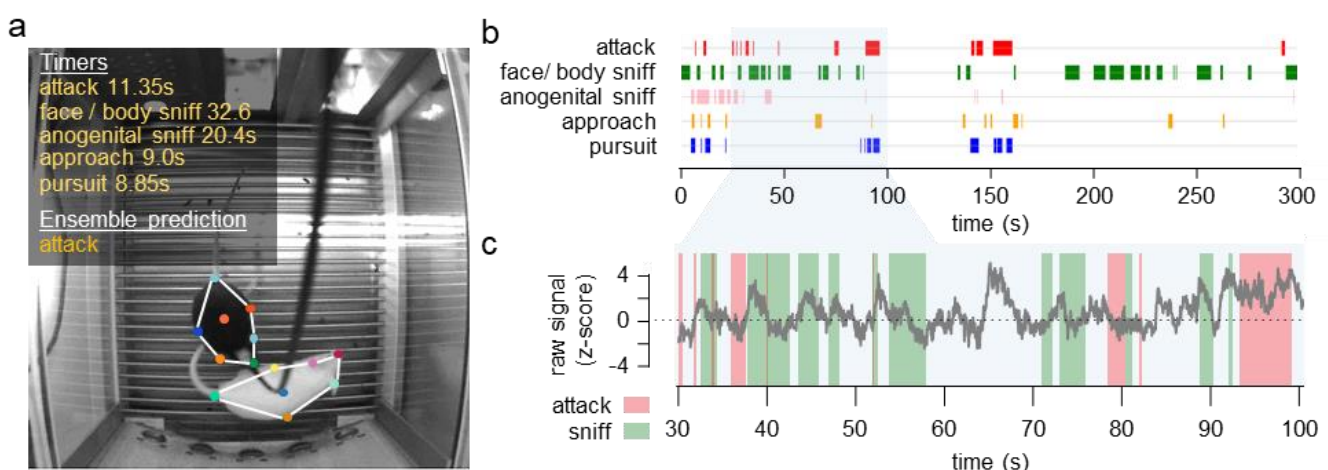 a
Timers
attack 11.35s
face / body sniff 32.6
anogenital sniff 20.4s
approach 9.0s
pursuit 8.85s
Ensemble prediction
attack
b
attack
face/ body sniff
anogenital sniff
approach
pursuit
0 50 100 150 200 250 300
time (s)
c
raw signal
(z-score)
4
0
-4
attack
sniff
30 40 50 60 70 80 90 100
time (s)